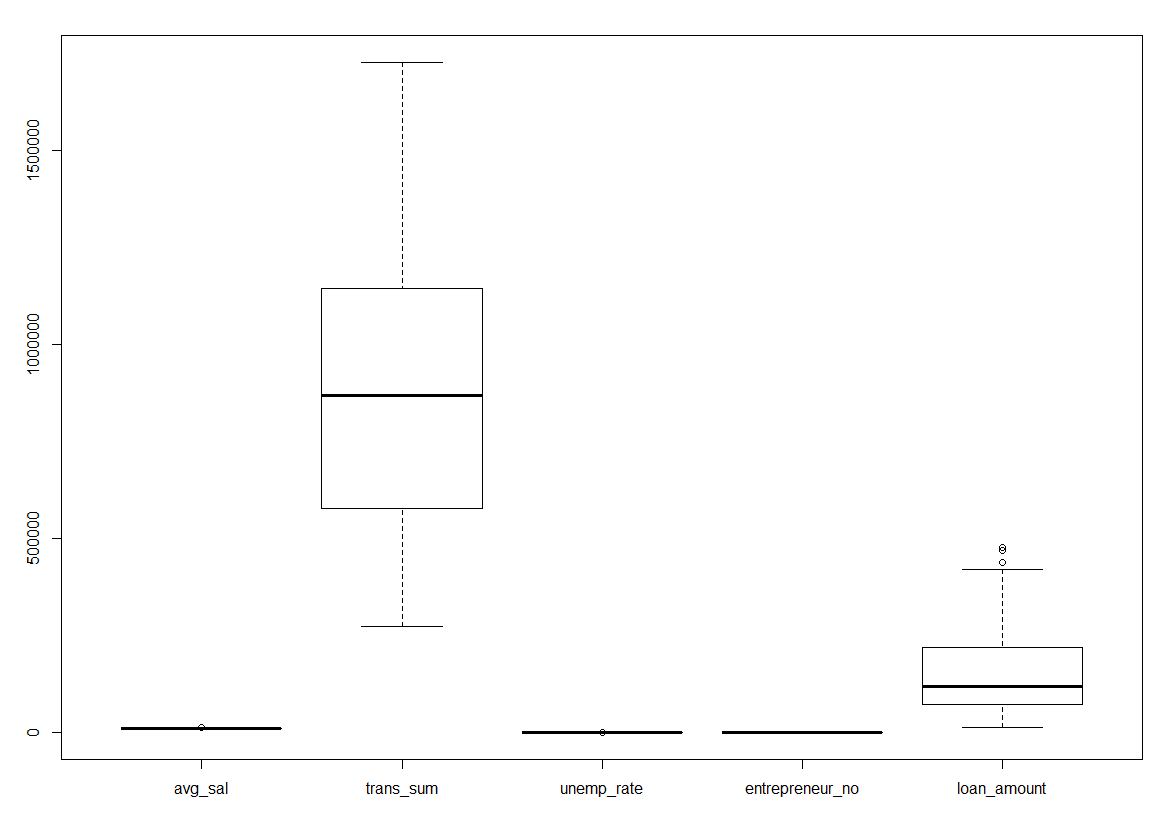 1500000
1000000
500000
0
avg_sal trans_sum unemp_rate entrepreneur_no loan_amount